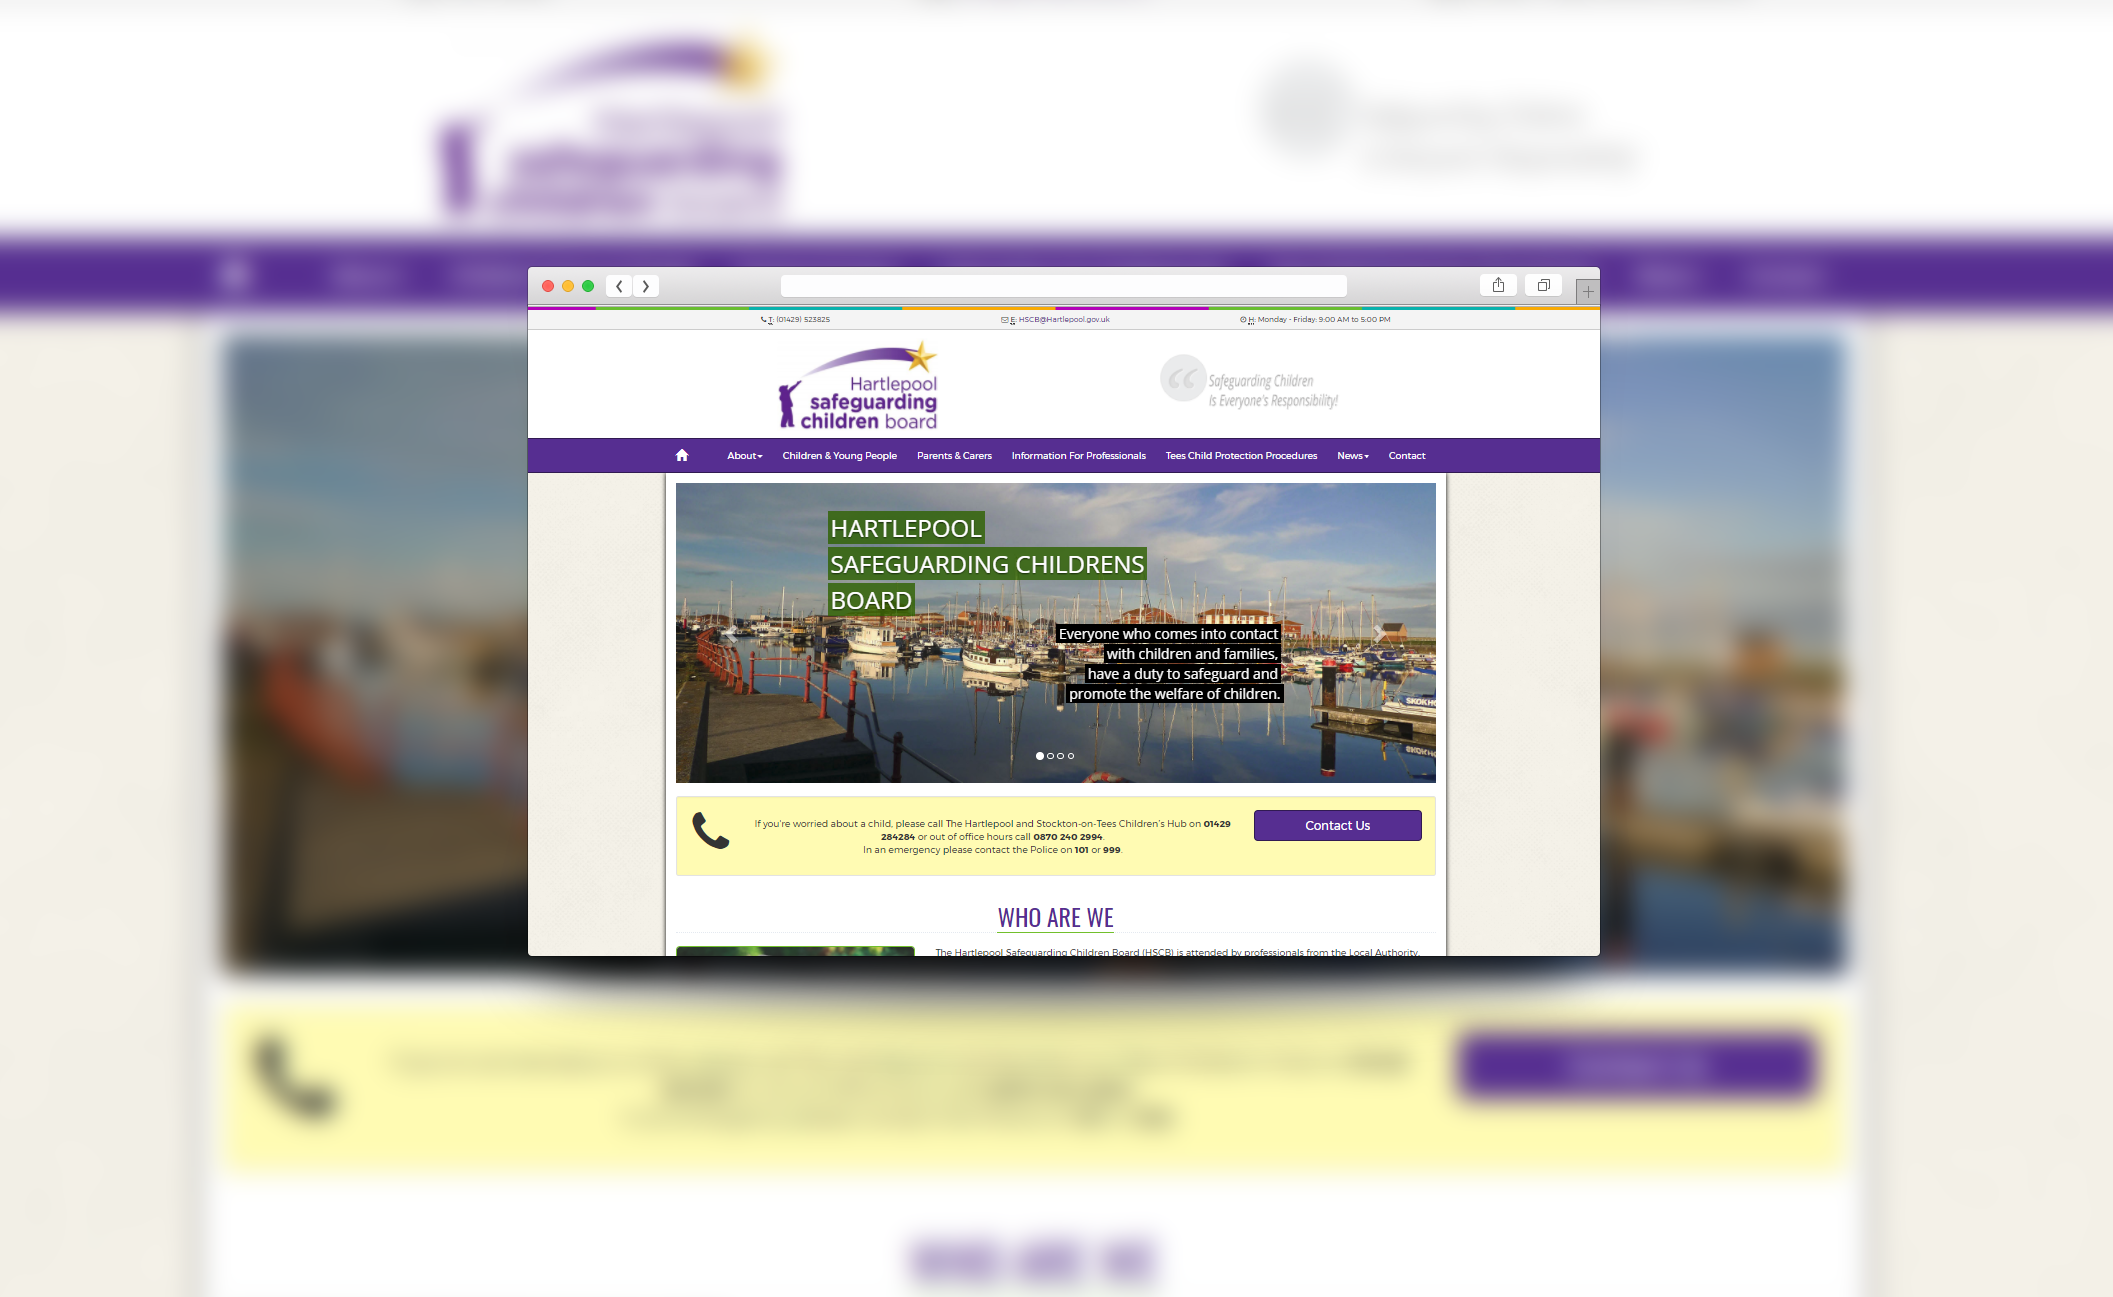 T: (01429) 523825
E: HSCB@Hartlepool.gov.uk
H: Monday - Friday: 9:00 AM to 5:00 PM
Hartlepool
safeguarding
children board
“ Safeguarding Children
Is Everyone's Responsibility!
About
Children & Young People
Parents & Carers
Information For Professionals
Tees Child Protection Procedures
News
Contact
HARTLEPOOL
SAFEGUARDING CHILDRENS
BOARD
Everyone who comes into contact
with children and families,
have a duty to safeguard and
promote the welfare of children.
If you're worried about a child, please call The Hartlepool and Stockton-on-Tees Children's Hub on 01429
284284 or out of office hours call 0870 240 2994.
In an emergency please contact the Police on 101 or 999.
Contact Us
WHO ARE WE
The Hartlepool Safeguarding Children Board (HSCB) is attended by professionals from the Local Authority,